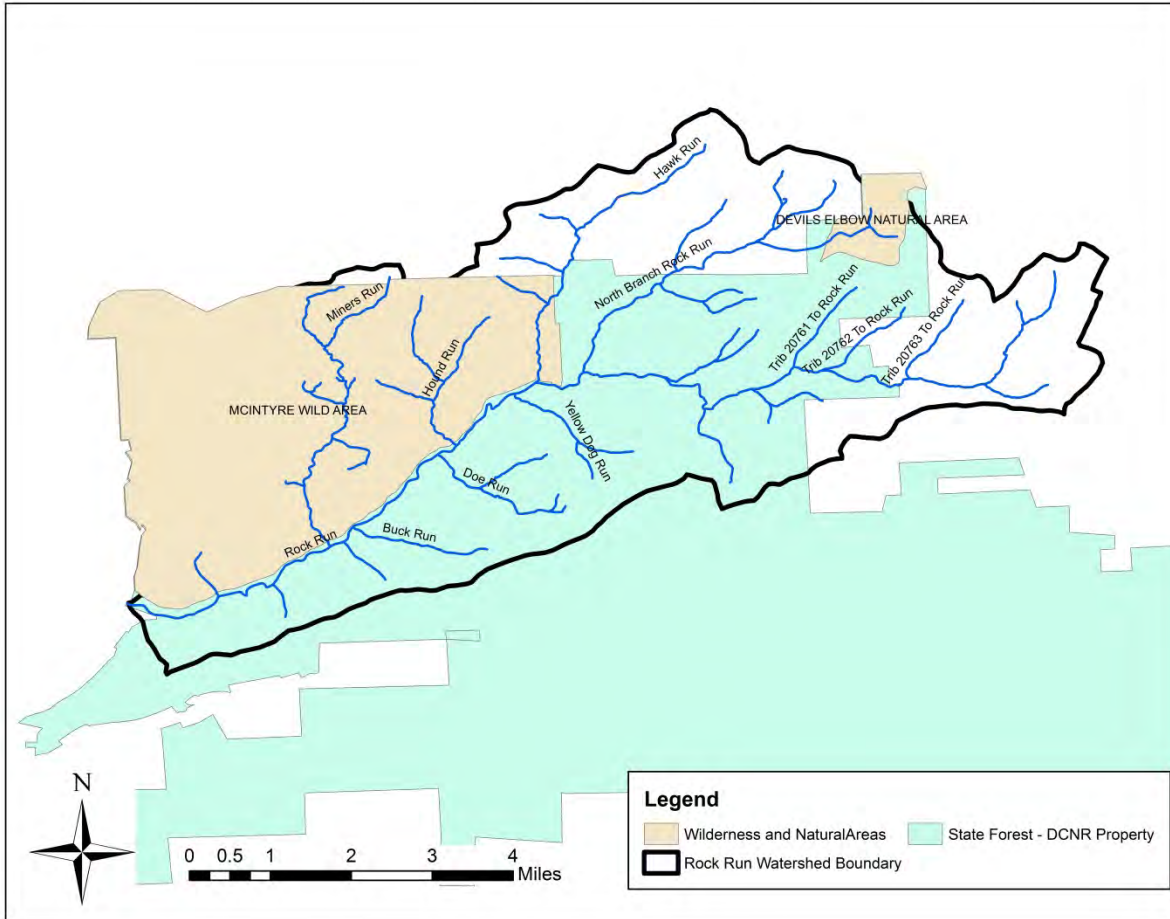 Hawk Run
DEVILS ELBOW NATURAL AREA
North Branch Rock Run
Miners Run
Trib 20761 To Rock Run
Trib 20762 To Rock Run
Trib 20763 To Rock Run
Hound Run
MCINTYRE WILD AREA
Yellow Dog Run
Doe Run
Buck Run
Rock Run
N
0 0.5 1 2 3 4
Miles
Legend
Wilderness and NaturalAreas
State Forest - DCNR Property
Rock Run Watershed Boundary